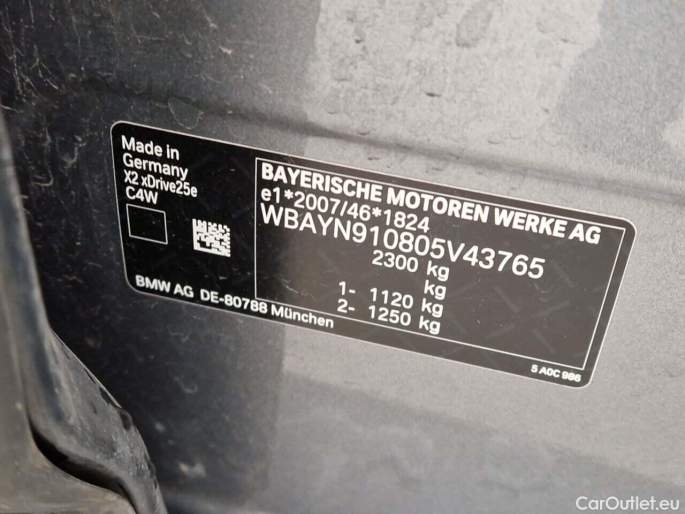 Made in
Germany
X2 xDrive25e
C4W
BAYERISCHE MOTOREN WERKE AG
e1*2007/46*1824
WBAYN910805V43765
2300 kg
kg
1- 1120 kg
2- 1250 kg
BMW AG DE-80788 München
5 A0C 986
CarOutlet.eu